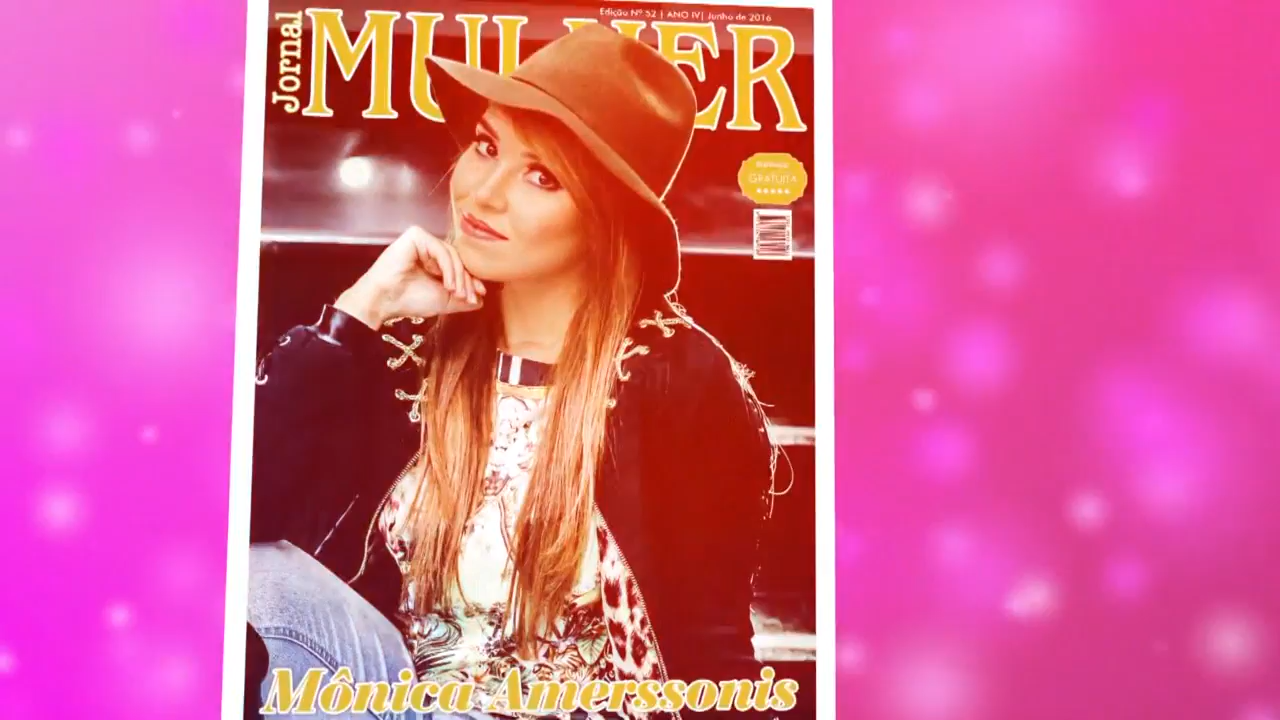 Edição Nº 52 | ANO IV| Junho de 2016
Jornal
MULHER
GRATUITA
Mônica Amerssonis